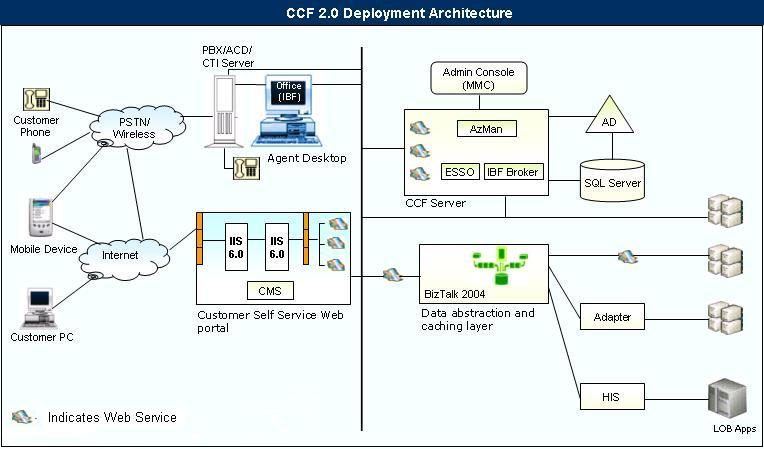 CCF 2.0 Deployment Architecture
PBX/ACD/
CTI Server
Office
(IBF)
Agent Desktop
Customer
Phone
PSTN/
Wireless
Mobile Device
Internet
Customer PC
IIS
6.0
IIS
6.0
CMS
Customer Self Service Web
portal
Admin Console
(MMC)
AzMan
ESSO
IBF Broker
CCF Server
AD
SQL Server
BizTalk 2004
Data abstraction and
caching layer
Adapter
HIS
LOB Apps
Indicates Web Service